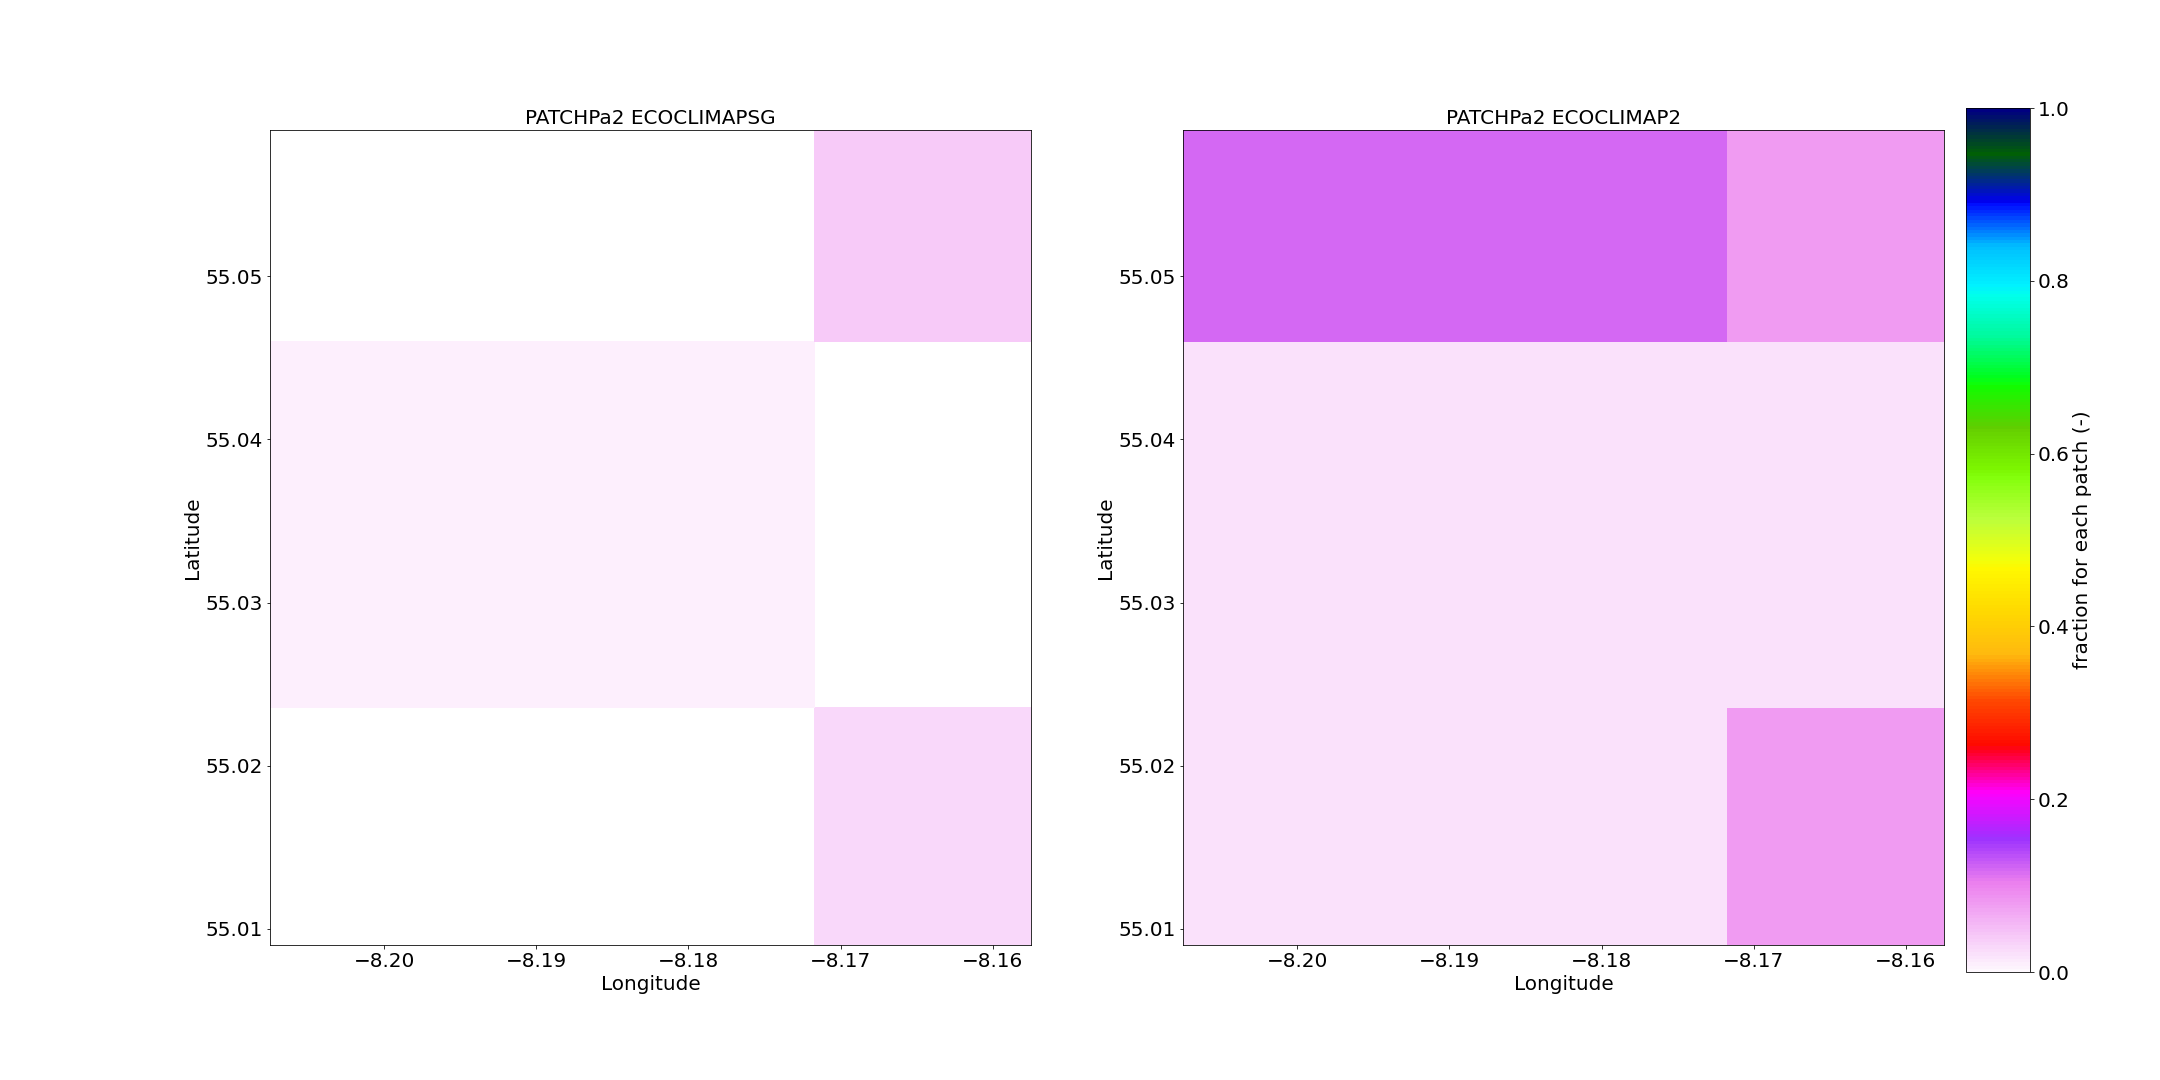 PATCHPa2 ECOCLIMAPSG
55.05
55.04
55.03
55.02
55.01
Latitude
−8.20 −8.19 −8.18 −8.17 −8.16
Longitude
PATCHPa2 ECOCLIMAP2
55.05
55.04
55.03
55.02
55.01
Latitude
−8.20 −8.19 −8.18 −8.17 −8.16
Longitude
1.0
0.8
0.6
0.4
0.2
0.0
fraction for each patch (-)